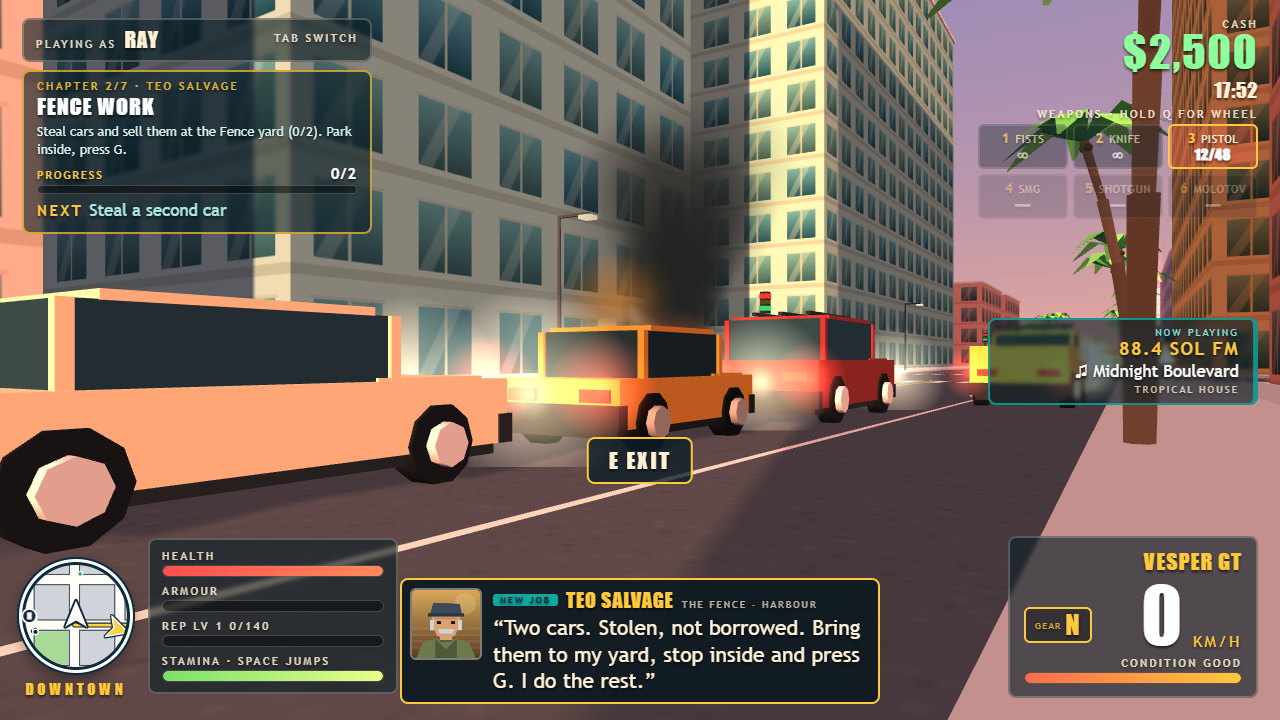 PLAYING AS RAY TAB SWITCH
CHAPTER 2/7 · TEO SALVAGE
FENCE WORK
Steal cars and sell them at the Fence yard (0/2). Park
inside, press G.
PROGRESS 0/2
NEXT Steal a second car
CASH
$2,500
17:52
WEAPONS · HOLD Q FOR WHEEL
1 FISTS
∞
2 KNIFE
∞
3 PISTOL
12/48
4 SMG
—
5 SHOTGUN
—
6 MOLOTOV
—
NOW PLAYING
88.4 SOL FM
♫ Midnight Boulevard
TROPICAL HOUSE
E EXIT
HEALTH
ARMOUR
REP LV 1 0/140
STAMINA · SPACE JUMPS
DOWNTOWN
NEW JOB TEO SALVAGE THE FENCE · HARBOUR
“Two cars. Stolen, not borrowed. Bring
them to my yard, stop inside and press
G. I do the rest.”
VESPER GT
GEAR N
0 KM/H
CONDITION GOOD